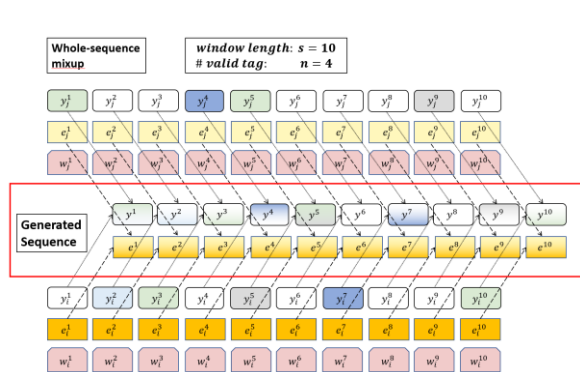 Whole-sequence
mixup
window length: s = 10
# valid tag: n = 4
y_j^1 y_j^2 y_j^3 y_j^4 y_j^5 y_j^6 y_j^7 y_j^8 y_j^9 y_j^10
e_j^1 e_j^2 e_j^3 e_j^4 e_j^5 e_j^6 e_j^7 e_j^8 e_j^9 e_j^10
w_j^1 w_j^2 w_j^3 w_j^4 w_j^5 w_j^6 w_j^7 w_j^8 w_j^9 w_j^10
Generated
Sequence
y^1 y^2 y^3 y^4 y^5 y^6 y^7 y^8 y^9 y^10
e^1 e^2 e^3 e^4 e^5 e^6 e^7 e^8 e^9 e^10
y_i^1 y_i^2 y_i^3 y_i^4 y_i^5 y_i^6 y_i^7 y_i^8 y_i^9 y_i^10
e_i^1 e_i^2 e_i^3 e_i^4 e_i^5 e_i^6 e_i^7 e_i^8 e_i^9 e_i^10
w_i^1 w_i^2 w_i^3 w_i^4 w_i^5 w_i^6 w_i^7 w_i^8 w_i^9 w_i^10